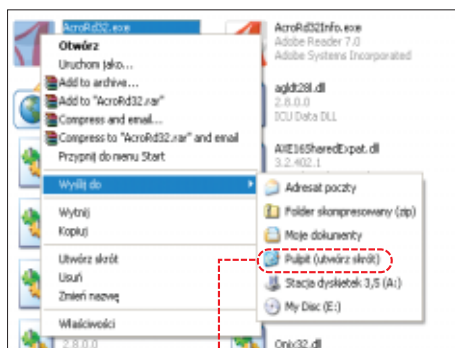 AcroRd32.exe
Otwórz
Uruchom jako...
Add to archive...
Add to "AcroRd32.rar"
Compress and email...
Compress to "AcroRd32.rar" and email
Przypnij do menu Start
Wyślij do
Wytnij
Kopiuj
Utwórz skrót
Usuń
Zmień nazwę
Właściwości
2.8.0.0
AcroRd32Info.exe
Adobe Reader 7.0
Adobe Systems Incorporated
agldt28l.dll
2.8.0.0
ICU Data DLL
AXE16SharedExpat.dll
3.2.402.1
Adresat poczty
Folder skompresowany (zip)
Moje dokumenty
Pulpit (utwórz skrót)
Stacja dyskietek 3,5 (A:)
My Disc (E:)
Onix32.dll